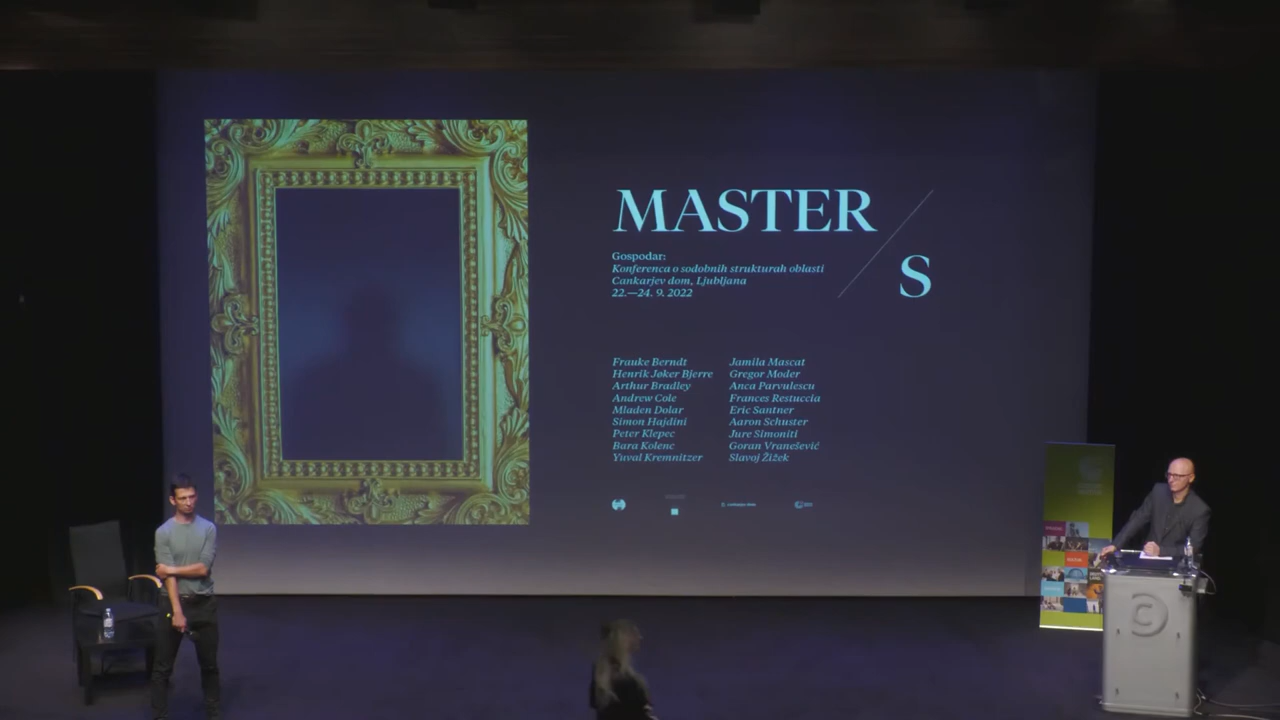 MASTER
S
Gospodar:
Konferenca o sodobnih strukturah oblasti
Cankarjev dom, Ljubljana
22.—24. 9. 2022
Frauke Berndt
Henrik Jøker Bjerre
Arthur Bradley
Andrew Cole
Mladen Dolar
Simon Hajdini
Peter Klepec
Bara Kolenc
Yuval Kremnitzer
Jamila Mascat
Gregor Moder
Anca Parvulescu
Frances Restuccia
Eric Santner
Aaron Schuster
Jure Simoniti
Goran Vranešević
Slavoj Žižek